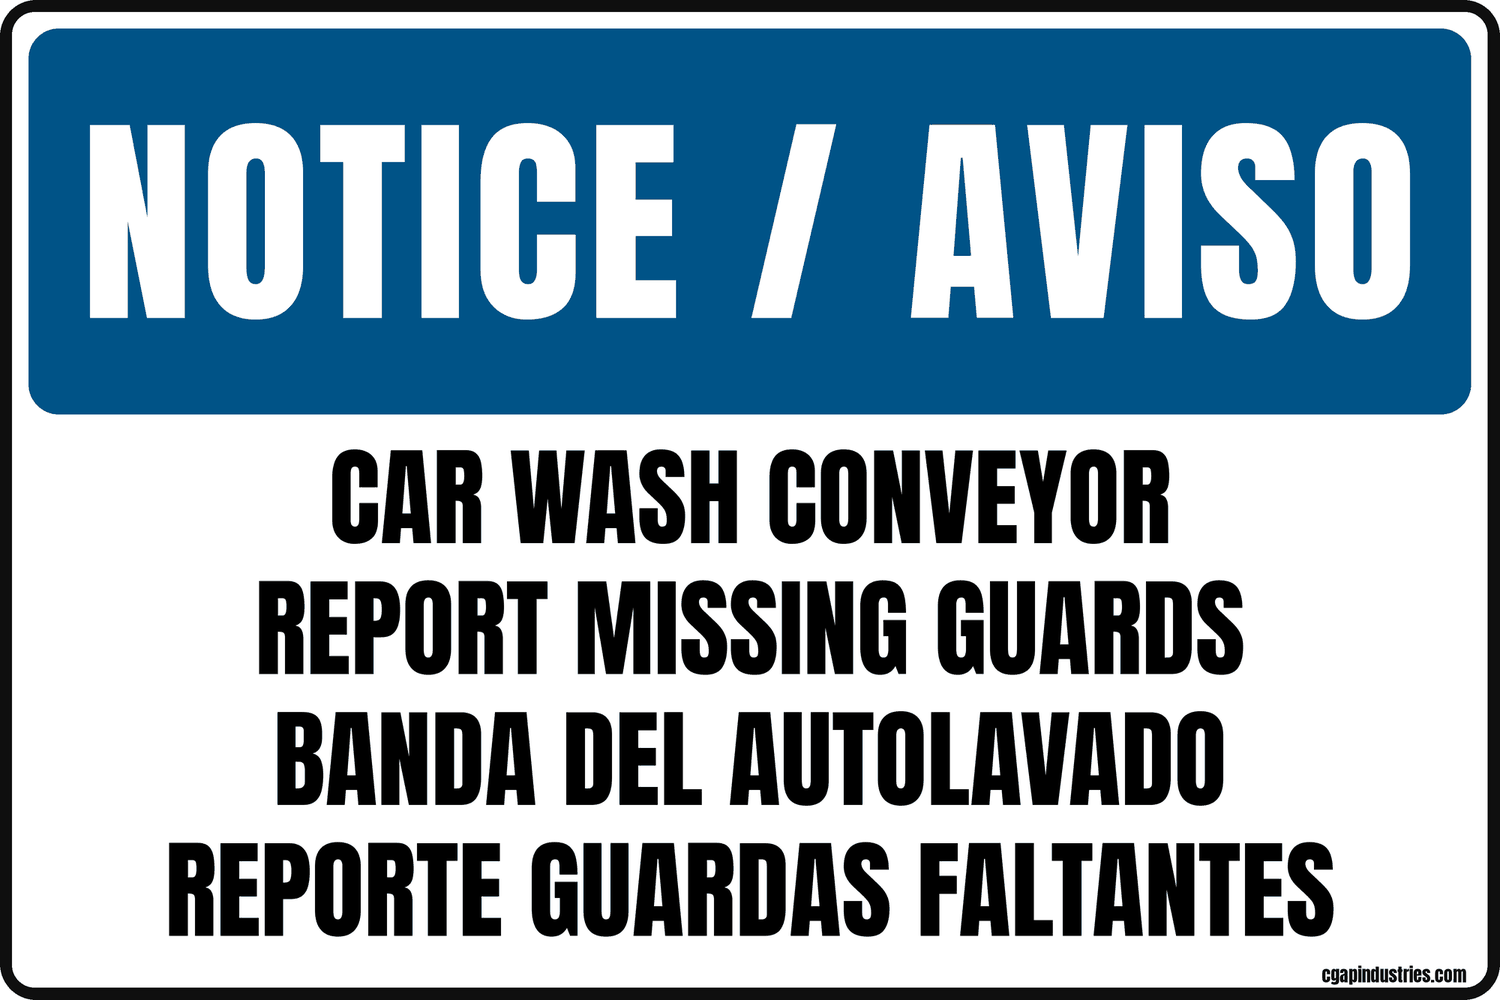 NOTICE / AVISO
CAR WASH CONVEYOR
REPORT MISSING GUARDS
BANDA DEL AUTOLAVADO
REPORTE GUARDAS FALTANTES
cgapindustries.com